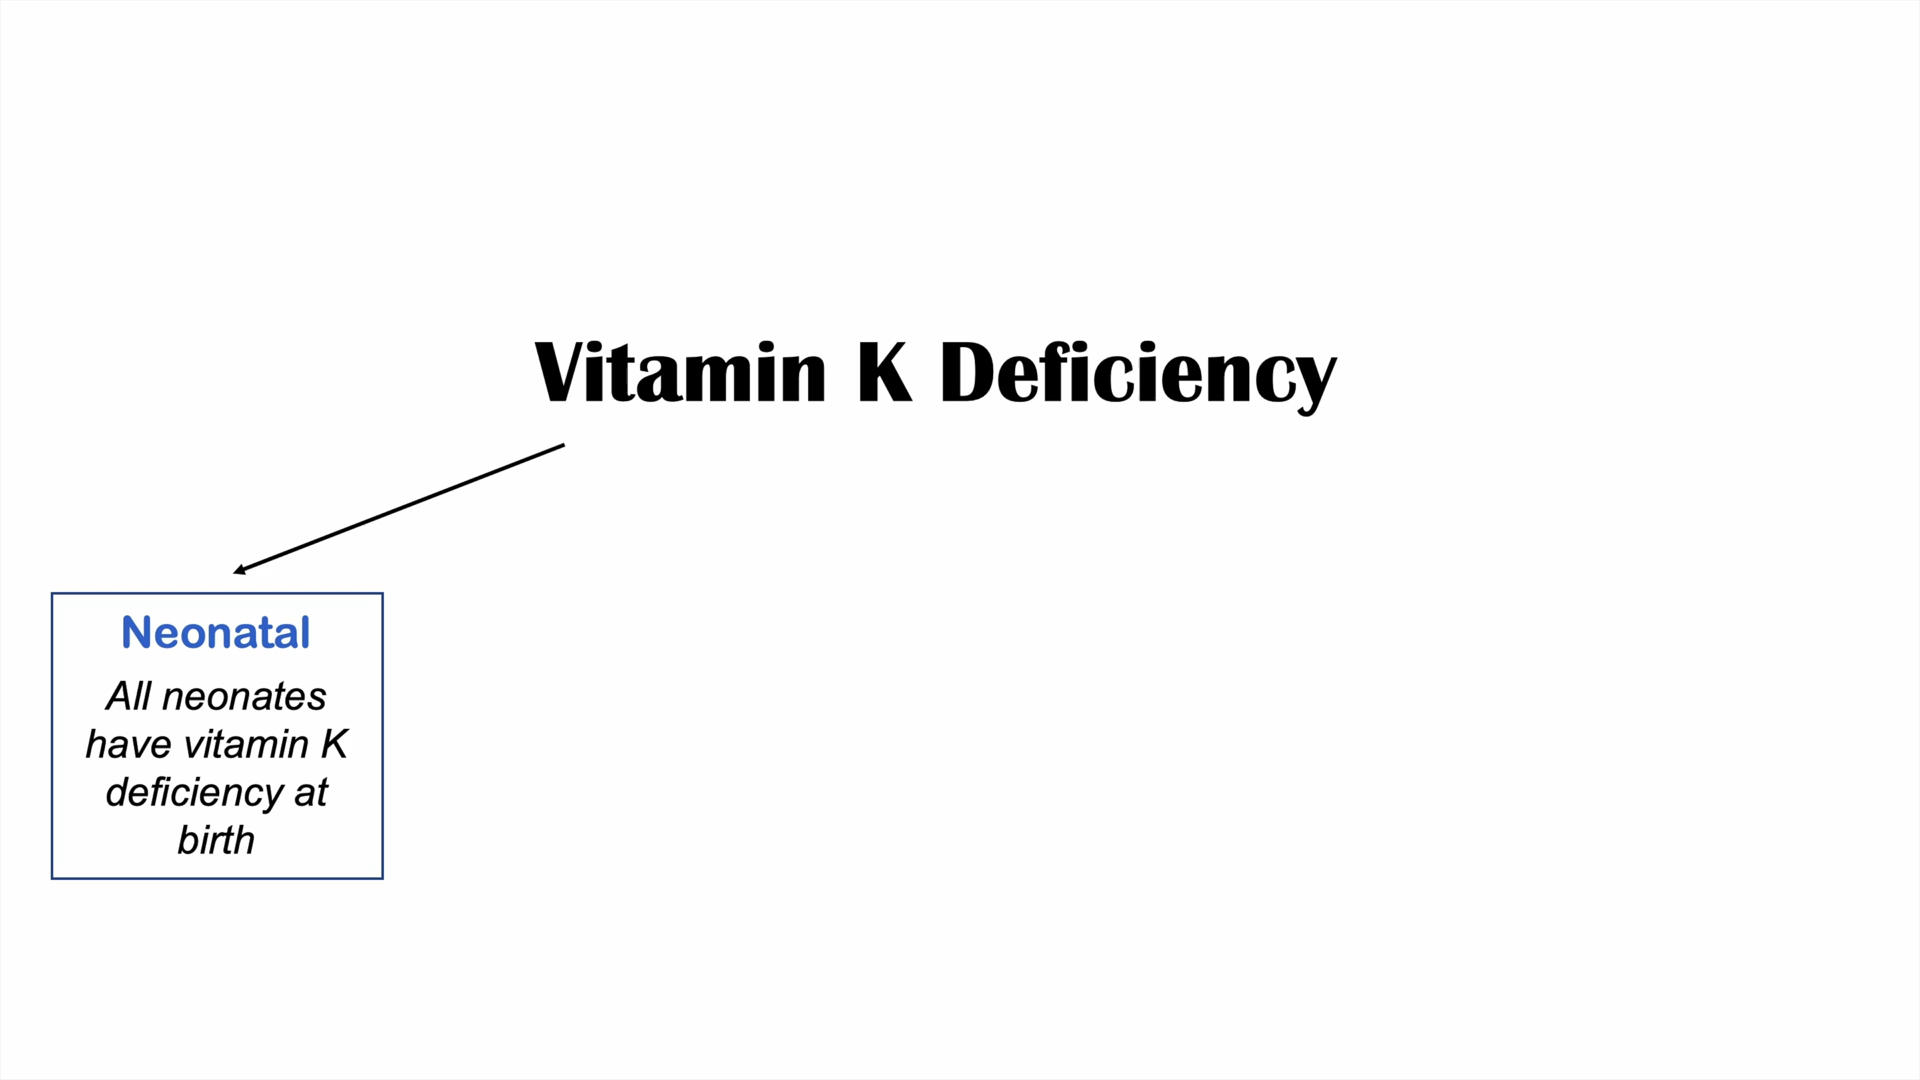 Vitamin K Deficiency
Neonatal
All neonates
have vitamin K
deficiency at
birth